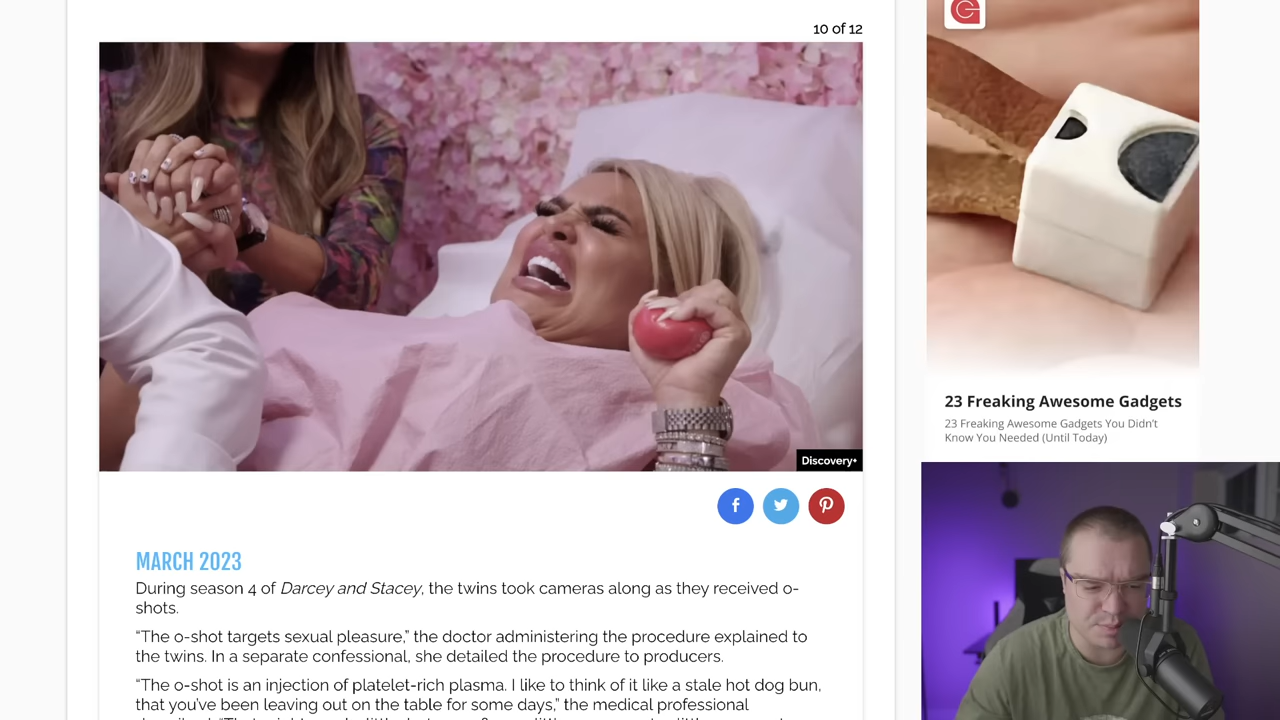 10 of 12
Discovery+
MARCH 2023
During season 4 of Darcey and Stacey, the twins took cameras along as they received o-
shots.
“The o-shot targets sexual pleasure,” the doctor administering the procedure explained to
the twins. In a separate confessional, she detailed the procedure to producers.
“The o-shot is an injection of platelet-rich plasma. I like to think of it like a stale hot dog bun,
that you’ve been leaving out on the table for some days,” the medical professional
23 Freaking Awesome Gadgets
23 Freaking Awesome Gadgets You Didn’t
Know You Needed (Until Today)